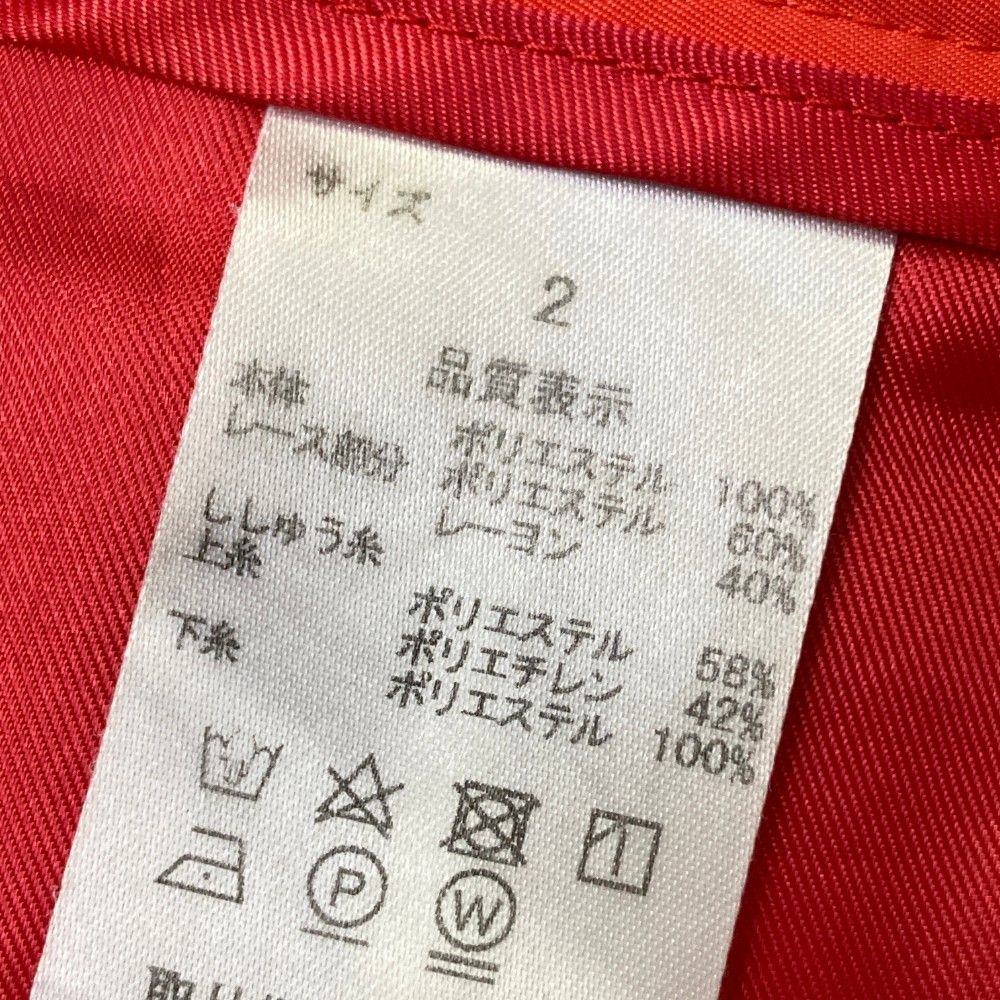 サイズ
2
品質表示
本体 ポリエステル 100%
レース部分 ポリエステル 60%
レーヨン 40%
ししゅう糸
上糸 ポリエステル 58%
ポリエチレン 42%
下糸 ポリエステル 100%
P
W
取り